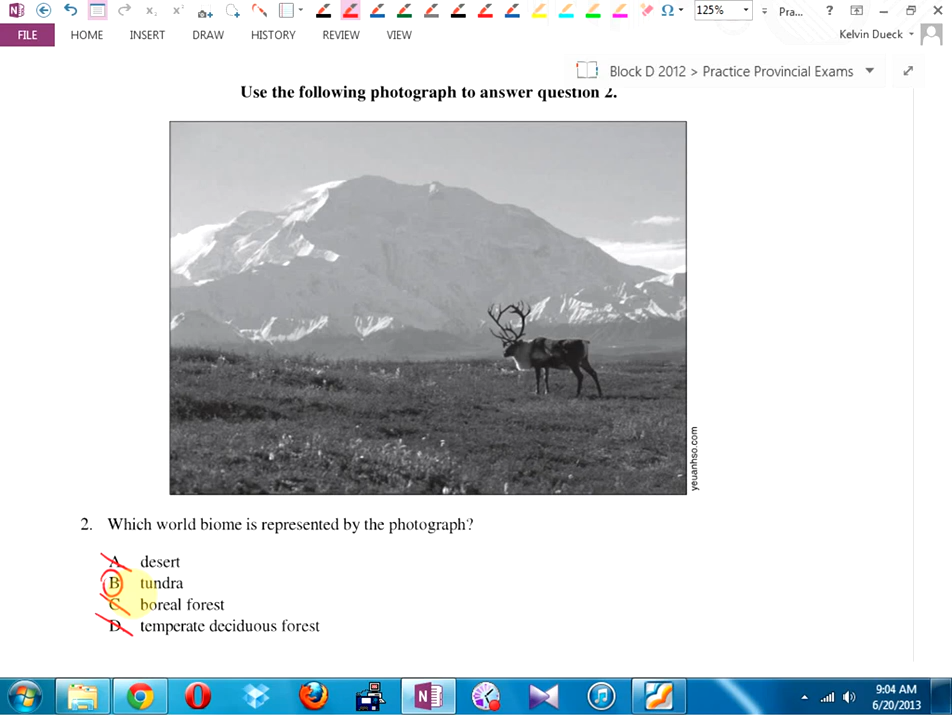 125%
Pra...
?
FILE HOME INSERT DRAW HISTORY REVIEW VIEW
Kelvin Dueck
Block D 2012 > Practice Provincial Exams
Use the following photograph to answer question 2.
yeuanhso.com
2. Which world biome is represented by the photograph?
A. desert
B tundra
C boreal forest
D. temperate deciduous forest
9:04 AM
6/20/2013